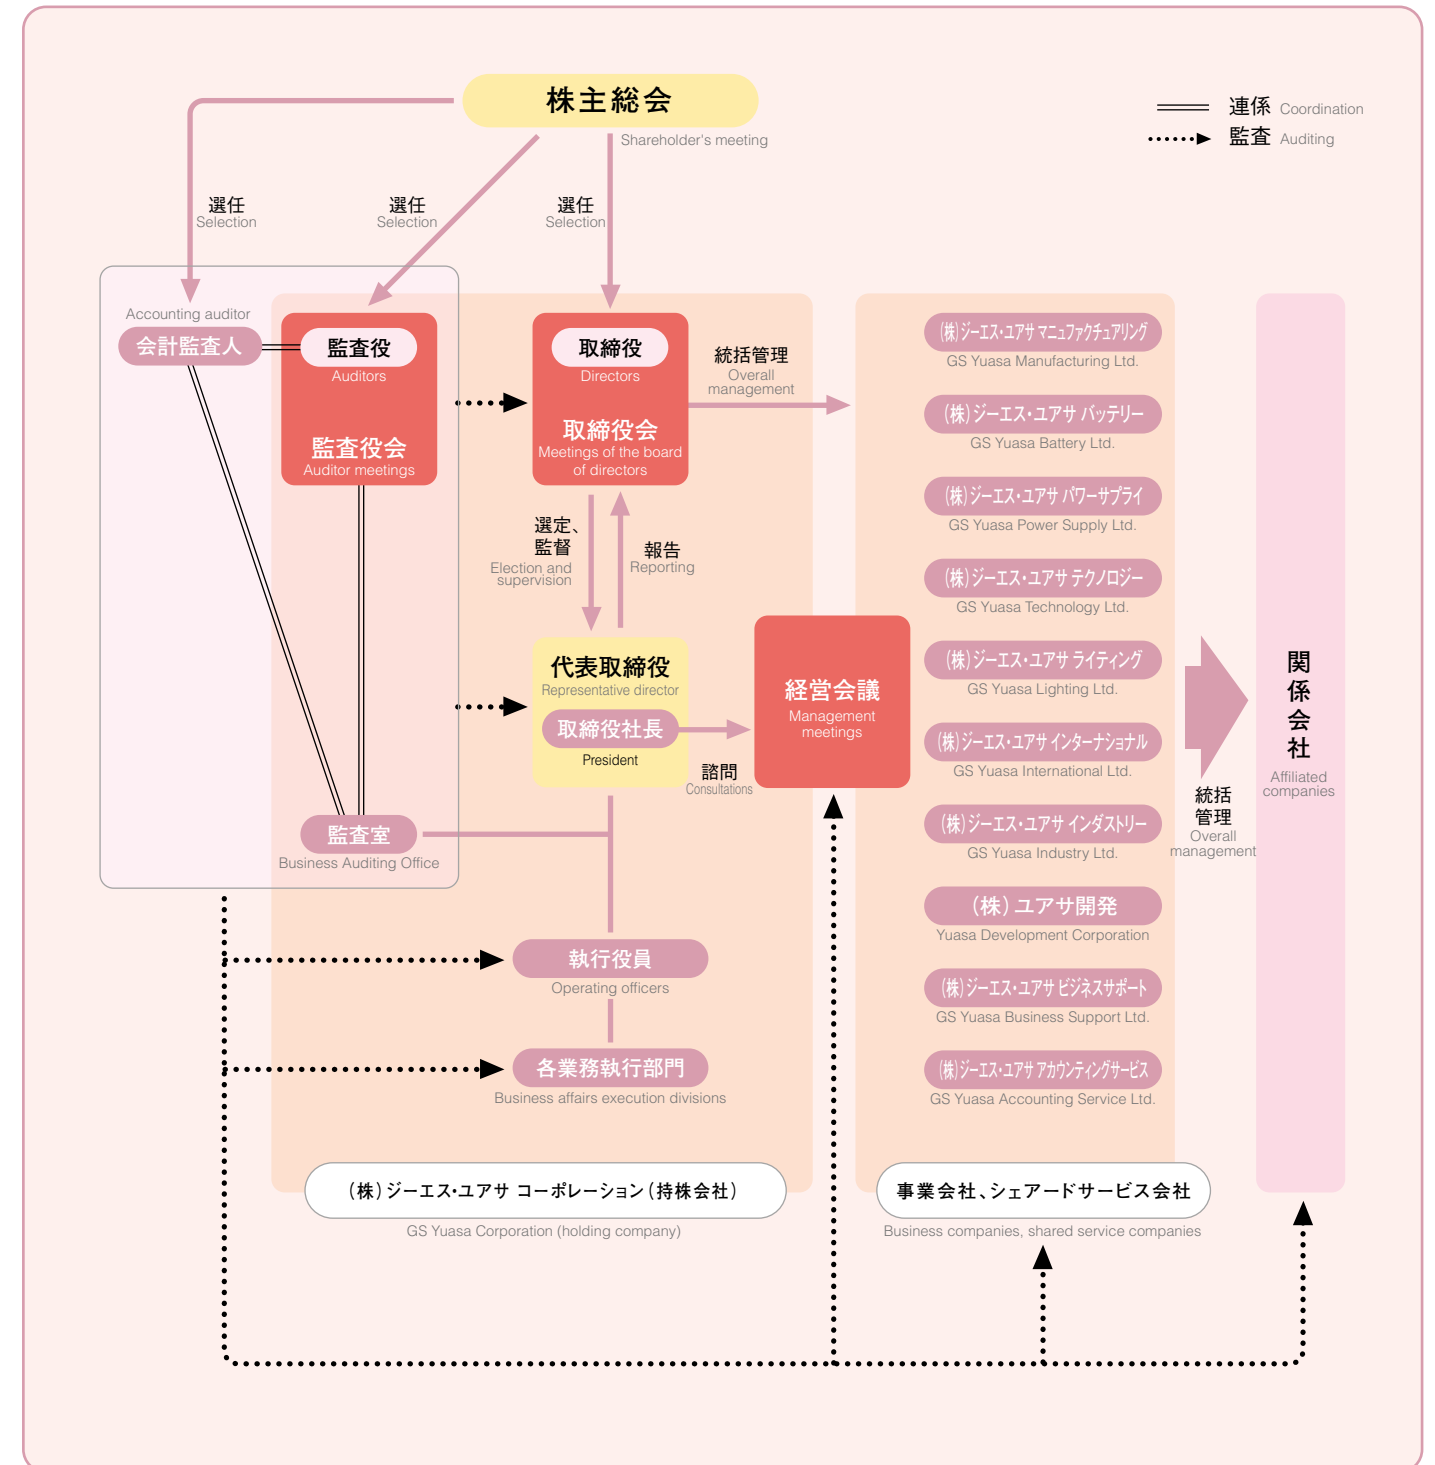 株主総会
Shareholder's meeting
連係 Coordination
監査 Auditing
選任
Selection
選任
Selection
選任
Selection
Accounting auditor
会計監査人
監査役
Auditors
監査役会
Auditor meetings
取締役
Directors
取締役会
Meetings of the board
of directors
統括管理
Overall
management
選定、
監督
Election and
supervision
報告
Reporting
代表取締役
Representative director
取締役社長
President
諮問
Consultations
経営会議
Management
meetings
監査室
Business Auditing Office
執行役員
Operating officers
各業務執行部門
Business affairs execution divisions
(株)ジーエス・ユアサ コーポレーション(持株会社)
GS Yuasa Corporation (holding company)
(株)ジーエス・ユアサ マニュファクチュアリング
GS Yuasa Manufacturing Ltd.
(株)ジーエス・ユアサ バッテリー
GS Yuasa Battery Ltd.
(株)ジーエス・ユアサ パワーサプライ
GS Yuasa Power Supply Ltd.
(株)ジーエス・ユアサ テクノロジー
GS Yuasa Technology Ltd.
(株)ジーエス・ユアサ ライティング
GS Yuasa Lighting Ltd.
(株)ジーエス・ユアサ インターナショナル
GS Yuasa International Ltd.
(株)ジーエス・ユアサ インダストリー
GS Yuasa Industry Ltd.
(株)ユアサ開発
Yuasa Development Corporation
(株)ジーエス・ユアサ ビジネスサポート
GS Yuasa Business Support Ltd.
(株)ジーエス・ユアサ アカウンティングサービス
GS Yuasa Accounting Service Ltd.
事業会社、シェアードサービス会社
Business companies, shared service companies
統括
管理
Overall
management
関係会社
Affiliated
companies